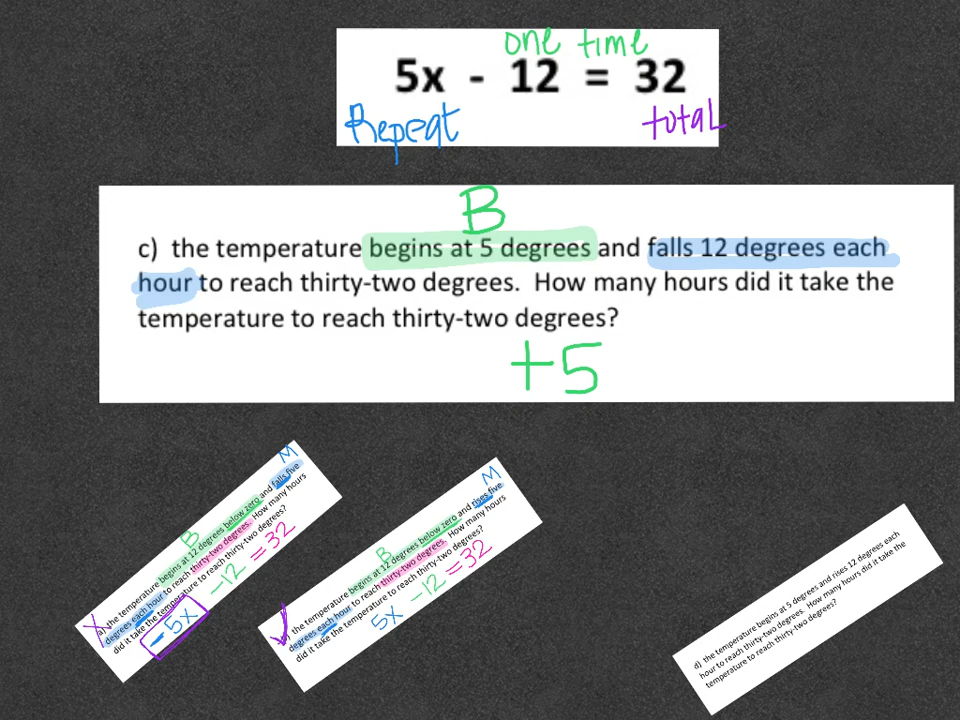 one time
5x - 12 = 32
Repeat total
B
c) the temperature begins at 5 degrees and falls 12 degrees each
hour to reach thirty-two degrees. How many hours did it take the
temperature to reach thirty-two degrees?
+5
M
B
a) the temperature begins at 12 degrees below zero and falls five
degrees each hour to reach thirty-two degrees. How many hours
did it take the temperature to reach thirty-two degrees?
-5x -12 =32
M
B
the temperature begins at 12 degrees below zero and rises five
degrees each hour to reach thirty-two degrees. How many hours
did it take the temperature to reach thirty-two degrees?
5x -12 =32
d) the temperature begins at 5 degrees and rises 12 degrees each
hour to reach thirty-two degrees. How many hours did it take the
temperature to reach thirty-two degrees?